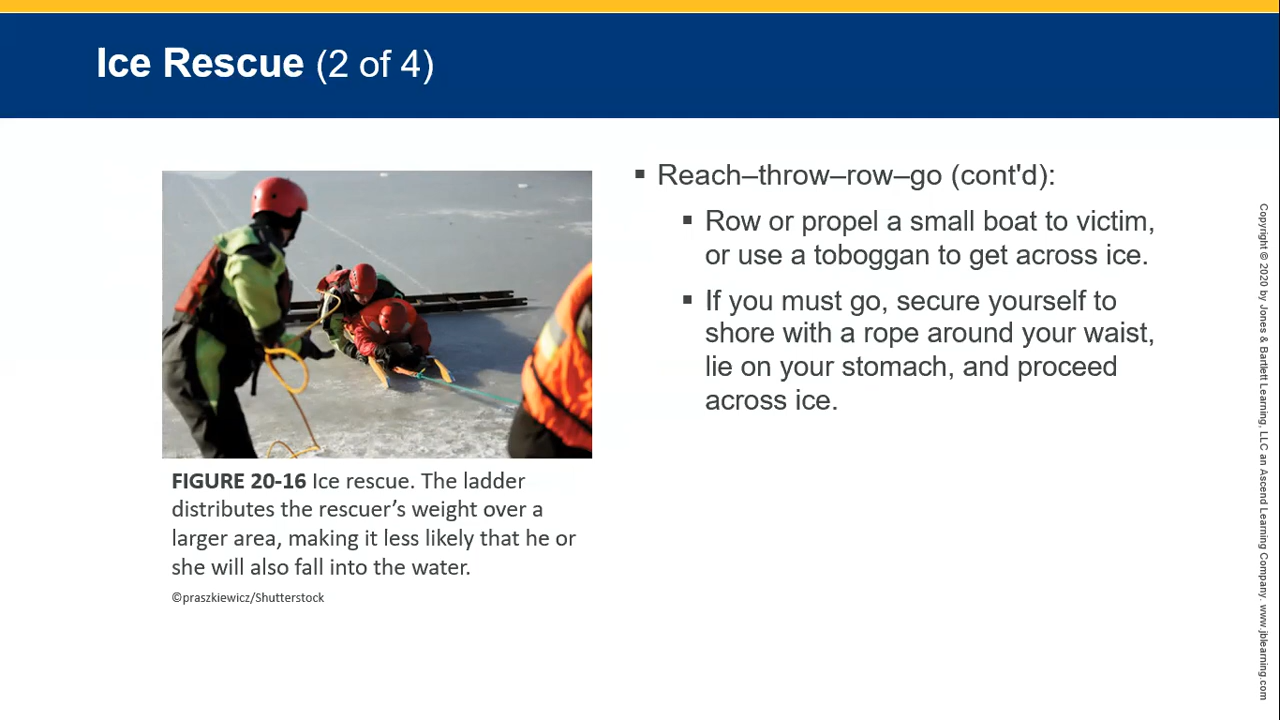 Ice Rescue (2 of 4)
▪ Reach–throw–row–go (cont'd):
▪ Row or propel a small boat to victim,
or use a toboggan to get across ice.
▪ If you must go, secure yourself to
shore with a rope around your waist,
lie on your stomach, and proceed
across ice.
FIGURE 20-16 Ice rescue. The ladder
distributes the rescuer’s weight over a
larger area, making it less likely that he or
she will also fall into the water.
©praszkiewicz/Shutterstock
Copyright © 2020 by Jones & Bartlett Learning, LLC an Ascend Learning Company. www.jblearning.com